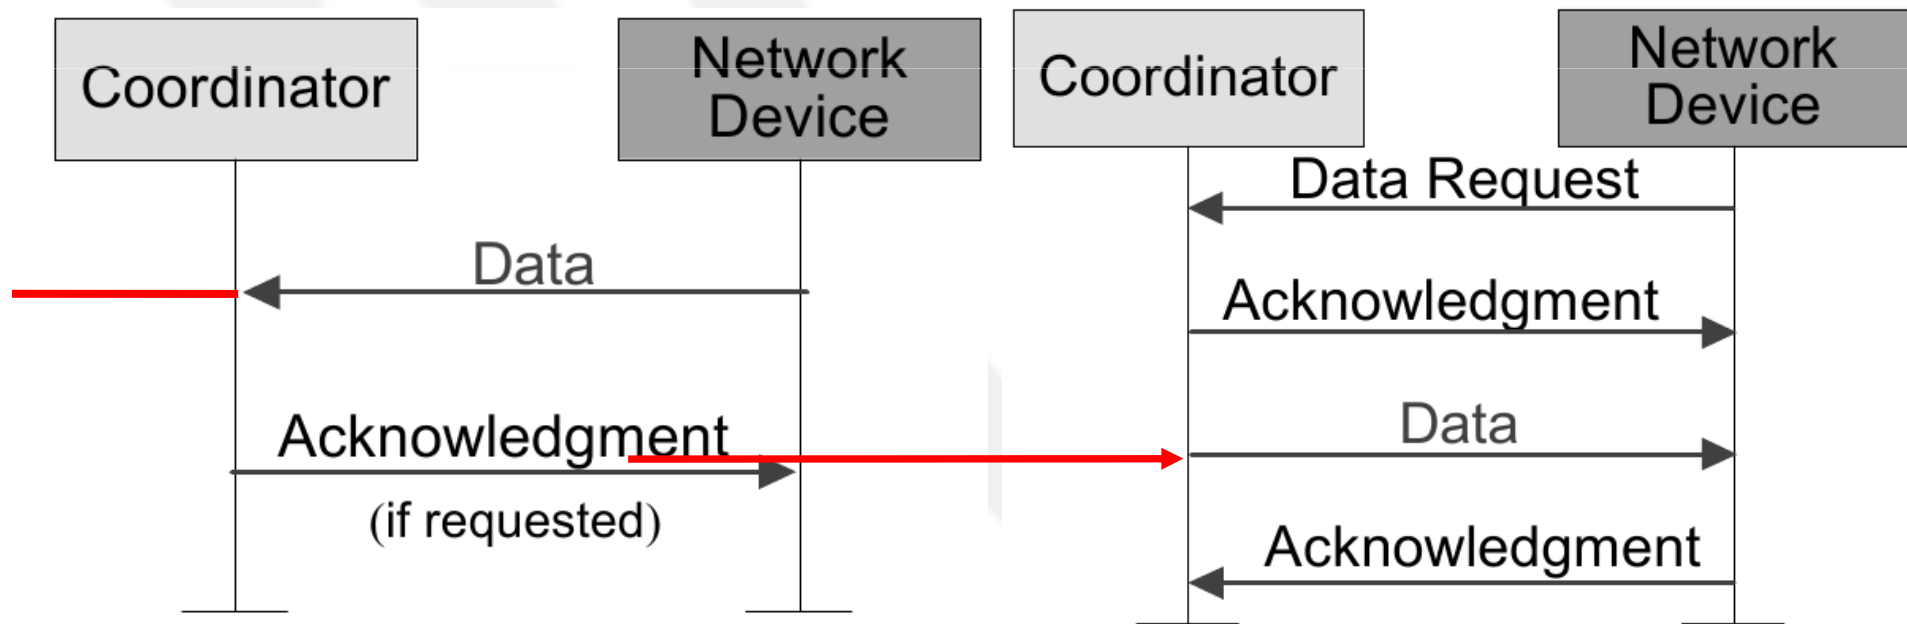 Coordinator
Network
Device
Data
Acknowledgment
(if requested)
Coordinator
Network
Device
Data Request
Acknowledgment
Data
Acknowledgment